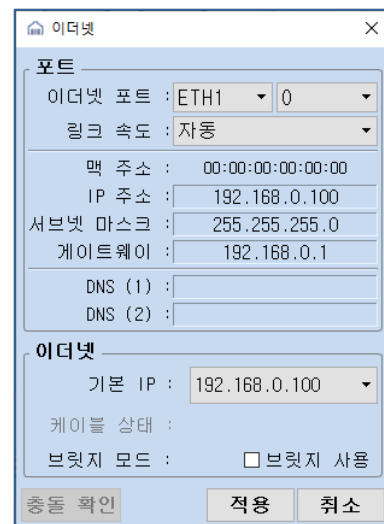 이더넷
포트
이더넷 포트 : ETH1 0
링크 속도 : 자동
맥 주소 : 00:00:00:00:00:00
IP 주소 : 192.168.0.100
서브넷 마스크 : 255.255.255.0
게이트웨이 : 192.168.0.1
DNS (1) :
DNS (2) :
이더넷
기본 IP : 192.168.0.100
케이블 상태 :
브릿지 모드 : 브릿지 사용
충돌 확인 적용 취소